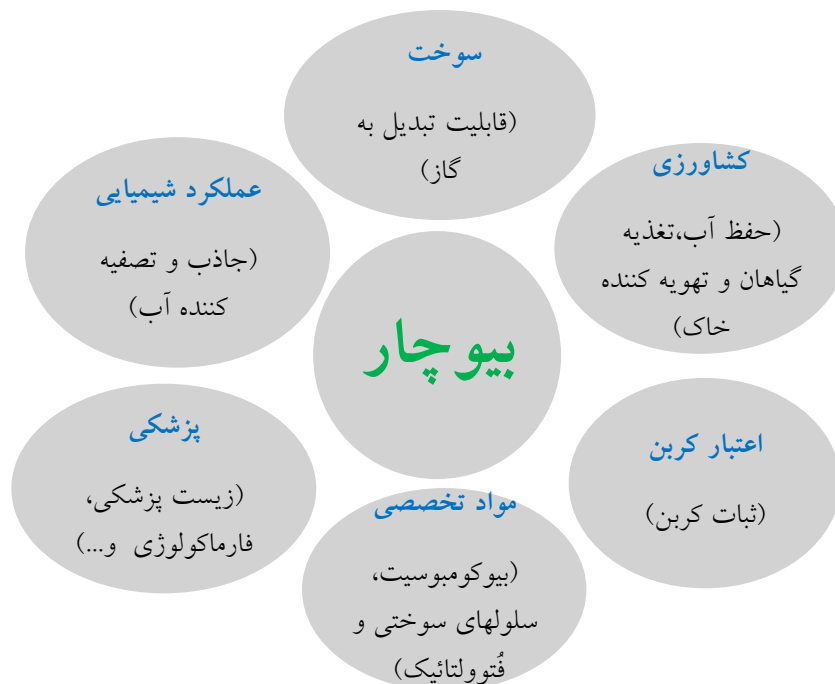 سوخت
(قابلیت تبدیل به
گاز)
کشاورزی
(حفظ آب،تغذیه
گیاهان و تهویه کننده
خاک)
عملکرد شیمیایی
(جاذب و تصفیه
کننده آب)
بیوچار
اعتبار کربن
(ثبات کربن)
پزشکی
(زیست پزشکی،
فارماکولوژی و...)
مواد تخصصی
(بیوکومبوسیت،
سلولهای سوختی و
فُتوولتائیک)